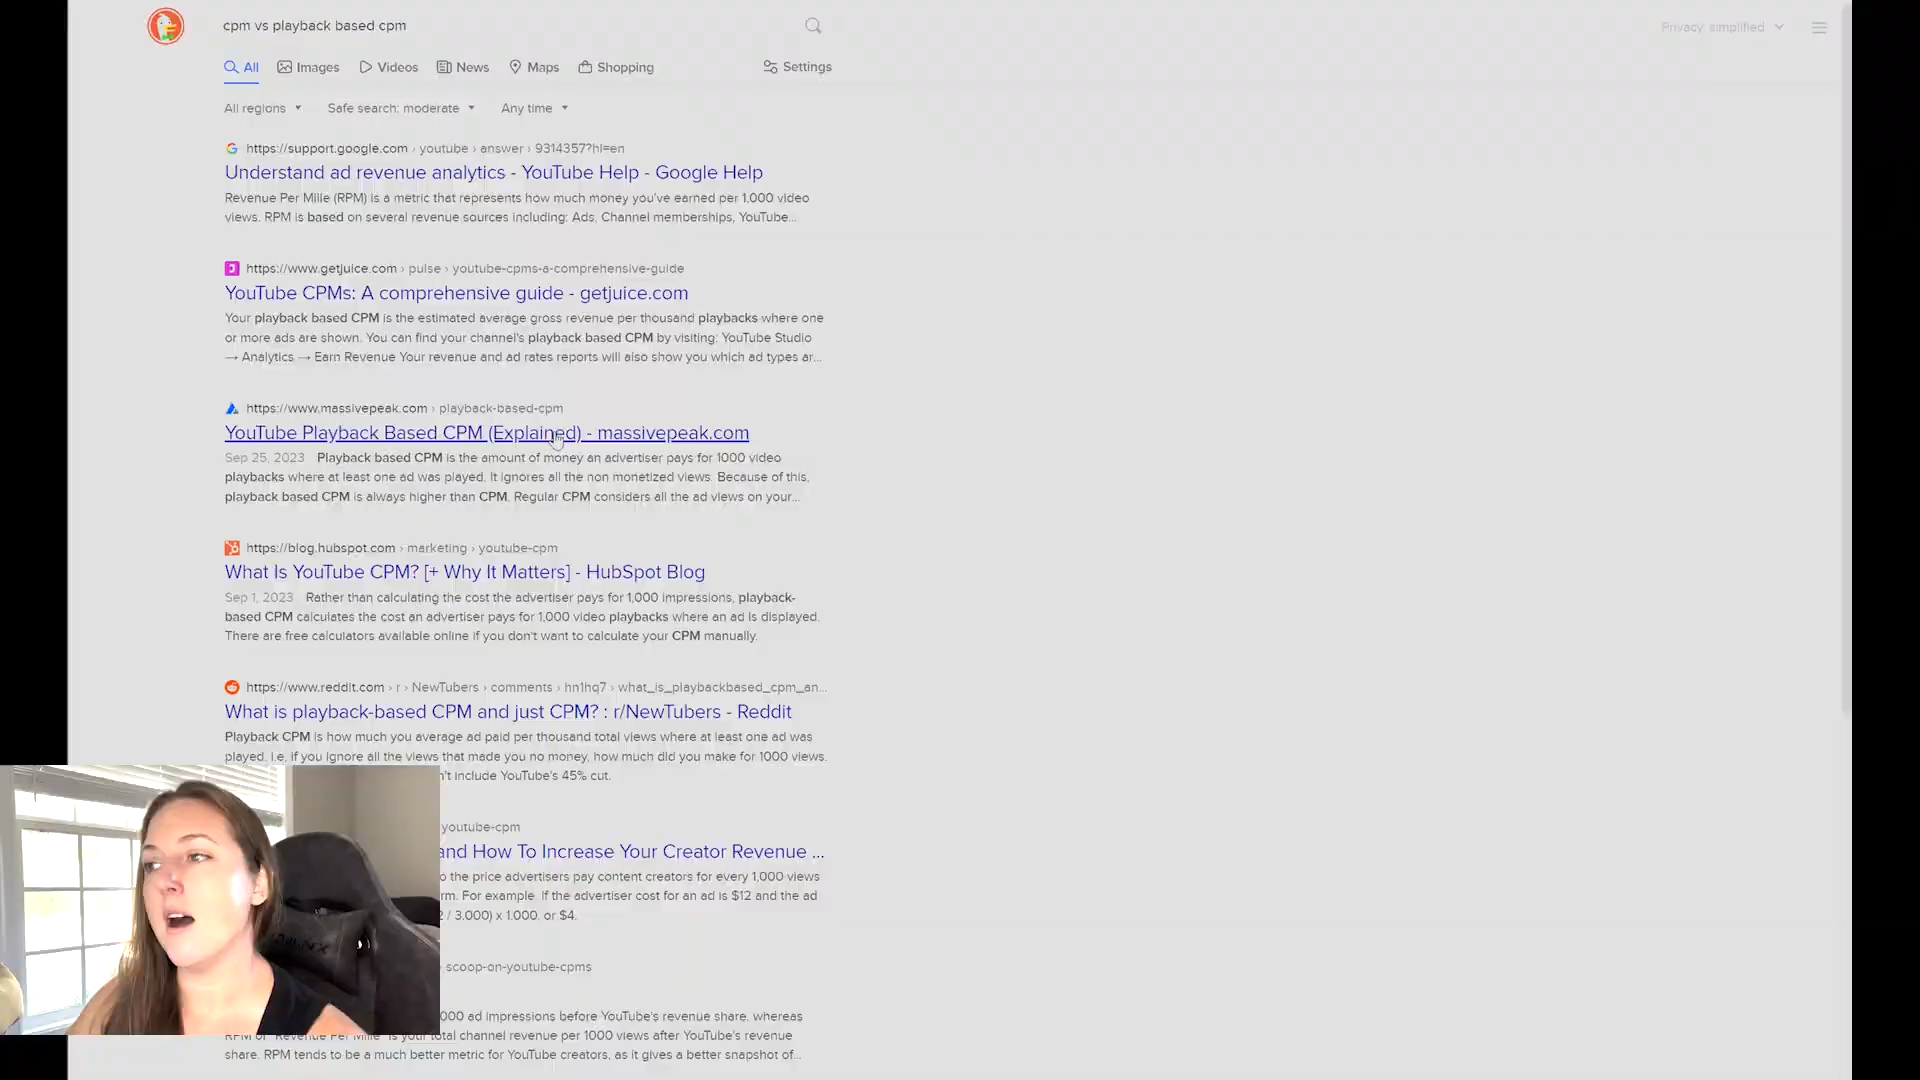 cpm vs playback based cpm
Privacy: simplified
All
Images
Videos
News
Maps
Shopping
Settings
All regions
Safe search: moderate
Any time
https://support.google.com › youtube › answer › 9314357?hl=en
Understand ad revenue analytics - YouTube Help - Google Help
Revenue Per Mille (RPM) is a metric that represents how much money you've earned per 1,000 video
views. RPM is based on several revenue sources including: Ads, Channel memberships, YouTube...
https://www.getjuice.com › pulse › youtube-cpms-a-comprehensive-guide
YouTube CPMs: A comprehensive guide - getjuice.com
Your playback based CPM is the estimated average gross revenue per thousand playbacks where one
or more ads are shown. You can find your channel's playback based CPM by visiting: YouTube Studio
→ Analytics → Earn Revenue Your revenue and ad rates reports will also show you which ad types ar...
https://www.massivepeak.com › playback-based-cpm
YouTube Playback Based CPM (Explained) - massivepeak.com
Sep 25, 2023 Playback based CPM is the amount of money an advertiser pays for 1000 video
playbacks where at least one ad was played. It ignores all the non monetized views. Because of this,
playback based CPM is always higher than CPM. Regular CPM considers all the ad views on your...
https://blog.hubspot.com › marketing › youtube-cpm
What Is YouTube CPM? [+ Why It Matters] - HubSpot Blog
Sep 1, 2023 Rather than calculating the cost the advertiser pays for 1,000 impressions, playback-
based CPM calculates the cost an advertiser pays for 1,000 video playbacks where an ad is displayed.
There are free calculators available online if you don't want to calculate your CPM manually.
https://www.reddit.com › r › NewTubers › comments › hn1hq7 › what_is_playbackbased_cpm_an...
What is playback-based CPM and just CPM? : r/NewTubers - Reddit
Playback CPM is how much you average ad paid per thousand total views where at least one ad was
played. i.e, if you ignore all the views that made you no money, how much did you make for 1000 views.
't include YouTube's 45% cut.
youtube-cpm
and How To Increase Your Creator Revenue ...
o the price advertisers pay content creators for every 1,000 views
rm. For example. If the advertiser cost for an ad is $12 and the ad
2 / 3,000) x 1,000, or $4.
scoop-on-youtube-cpms
000 ad impressions before YouTube's revenue share, whereas
RPM or "Revenue Per Mille" is your total channel revenue per 1000 views after YouTube's revenue
share. RPM tends to be a much better metric for YouTube creators, as it gives a better snapshot of...